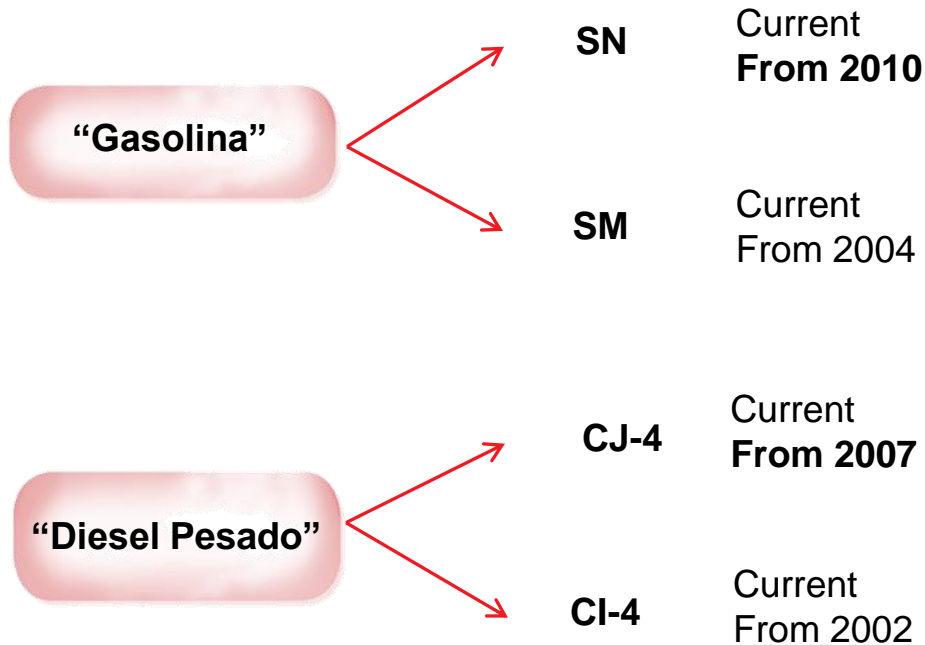 “Gasolina”
SN
Current
From 2010
SM
Current
From 2004
“Diesel Pesado”
CJ-4
Current
From 2007
CI-4
Current
From 2002